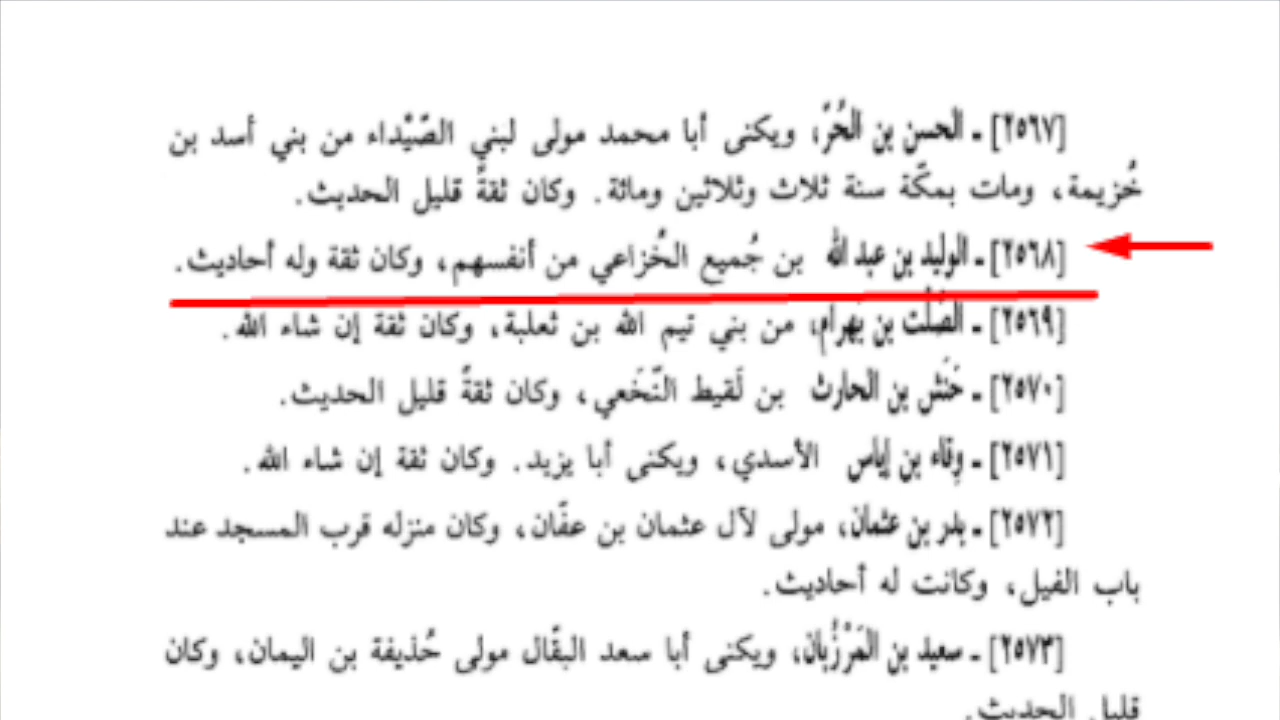 [٢٥٦٧] ـ الحسن بن الحُرّ، ويكنى أبا محمد مولى لبني الصَّيْداء من بني أسد بن
خُزيمة، ومات بمكّة سنة ثلاث وثلاثين ومائة. وكان ثقةً قليل الحديث.
[٢٥٦٨] ـ الوليد بن عبد الله بن جُميع الخُزاعي من أنفسهم، وكان ثقة وله أحاديث.
[٢٥٦٩] ـ الصَّلْت بن بهرام، من بني تيم الله بن ثعلبة، وكان ثقة إن شاء الله.
[٢٥٧٠] ـ حَنَش بن الحارث بن لَقيط النَّخَعي، وكان ثقةً قليل الحديث.
[٢٥٧١] ـ وِقاء بن إياس الأسدي، ويكنى أبا يزيد. وكان ثقة إن شاء الله.
[٢٥٧٢] ـ بدر بن عثمان، مولى لآل عثمان بن عفّان، وكان منزله قرب المسجد عند
باب الفيل، وكانت له أحاديث.
[٢٥٧٣] ـ سعيد بن المَرْزُبان، ويكنى أبا سعد البقّال مولى حُذيفة بن اليمان، وكان
قليل الحديث.